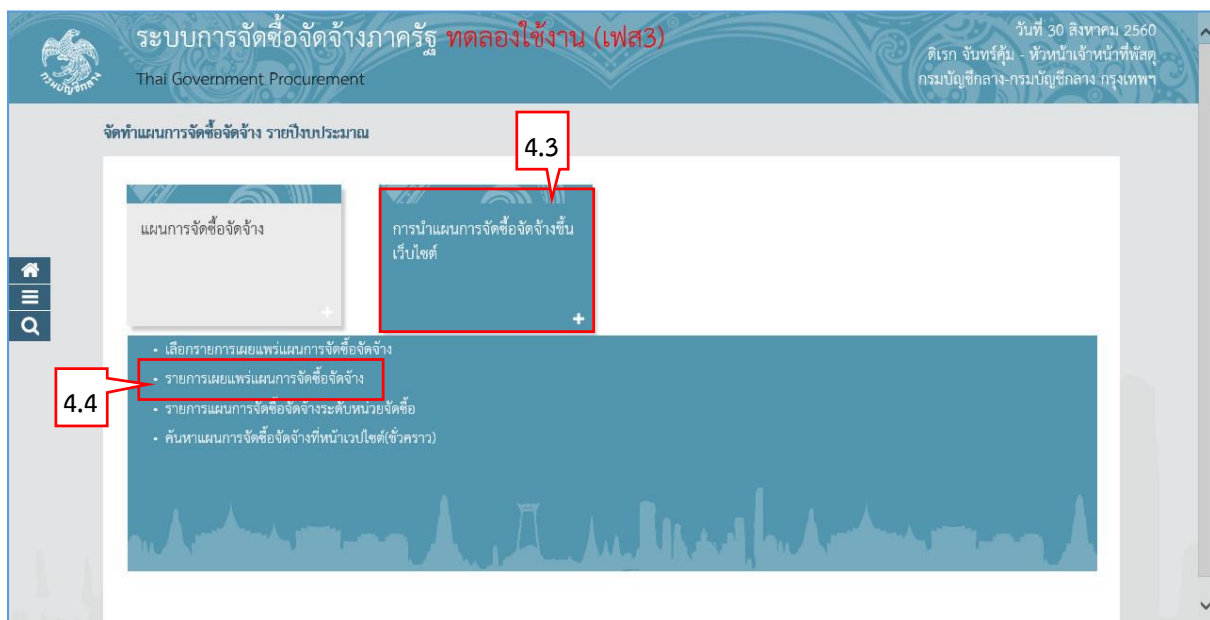 ระบบการจัดซื้อจัดจ้างภาครัฐ ทดลองใช้งาน (เฟส3)
Thai Government Procurement
วันที่ 30 สิงหาคม 2560
ดิเรก จันทร์คุ้ม - หัวหน้าเจ้าหน้าที่พัสดุ
กรมบัญชีกลาง-กรมบัญชีกลาง กรุงเทพฯ
กรมบัญชีกลาง
จัดทำแผนการจัดซื้อจัดจ้าง รายปีงบประมาณ
4.3
แผนการจัดซื้อจัดจ้าง
การนำแผนการจัดซื้อจัดจ้างขึ้น
เว็บไซต์
• เลือกรายการเผยแพร่แผนการจัดซื้อจัดจ้าง
• รายการเผยแพร่แผนการจัดซื้อจัดจ้าง
4.4
• รายการแผนการจัดซื้อจัดจ้างระดับหน่วยจัดซื้อ
• ค้นหาแผนการจัดซื้อจัดจ้างที่หน้าเวปไซต์(ชั่วคราว)